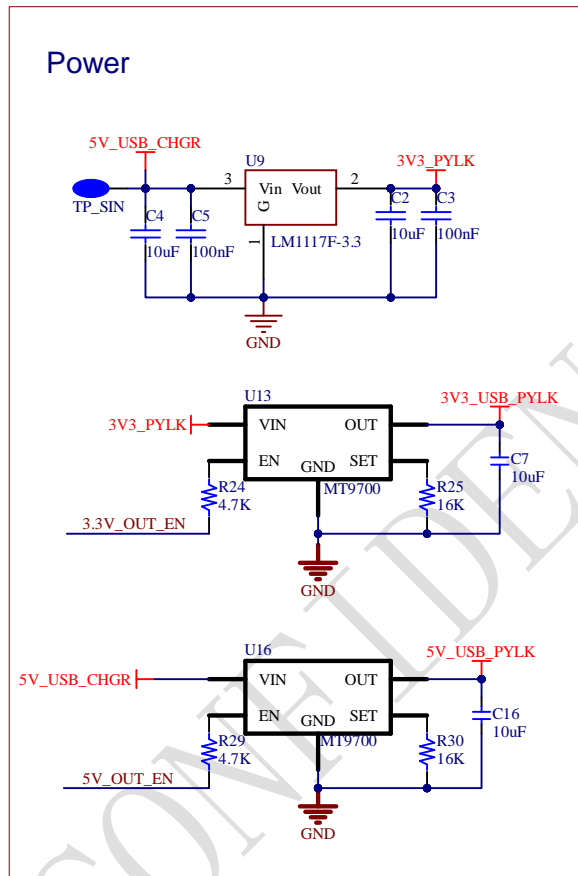 Power
5V_USB_CHGR
U9
3V3_PYLK
3
Vin Vout
2
TP_SIN
G
1
C4
10uF
C5
100nF
LM1117F-3.3
C2
10uF
C3
100nF
GND
U13
3V3_USB_PYLK
3V3_PYLK
VIN
OUT
EN
GND
SET
MT9700
C7
10uF
R24
4.7K
R25
16K
3.3V_OUT_EN
GND
U16
5V_USB_PYLK
5V_USB_CHGR
VIN
OUT
EN
GND
SET
MT9700
C16
10uF
R29
4.7K
R30
16K
5V_OUT_EN
GND
CONFIDEN